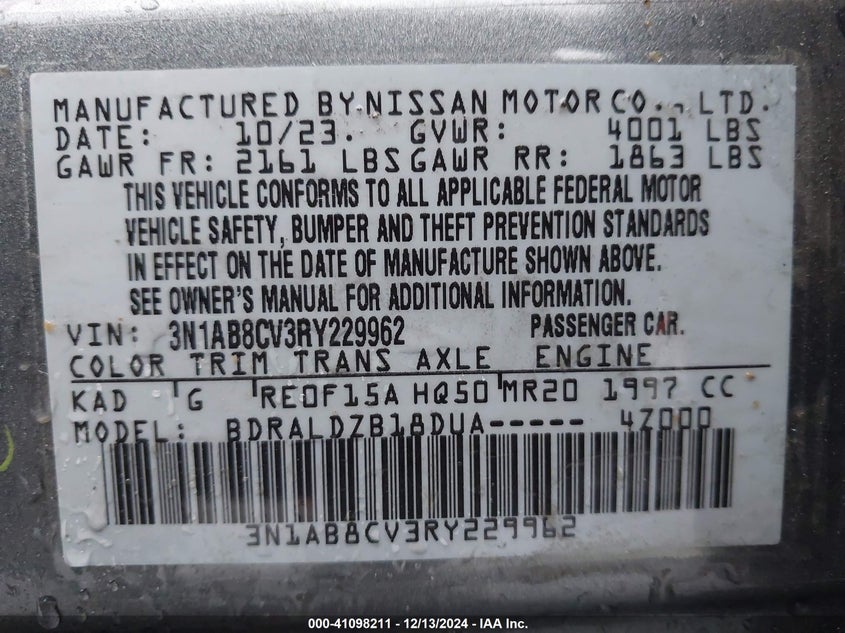 MANUFACTURED BY NISSAN MOTOR CO., LTD.
DATE: 10/23. GVWR: 4001 LBS
GAWR FR: 2161 LBS GAWR RR: 1863 LBS
THIS VEHICLE CONFORMS TO ALL APPLICABLE FEDERAL MOTOR
VEHICLE SAFETY, BUMPER AND THEFT PREVENTION STANDARDS
IN EFFECT ON THE DATE OF MANUFACTURE SHOWN ABOVE.
SEE OWNER'S MANUAL FOR ADDITIONAL INFORMATION.
VIN: 3N1AB8CV3RY229962 PASSENGER CAR.
COLOR TRIM TRANS AXLE ENGINE
KAD G RE0F15A HQ50 MR20 1997 CC
MODEL: BDRALDZB18DUA----- 4Z000
3N1AB8CV3RY229962
000-41098211 - 12/13/2024 - IAA Inc.